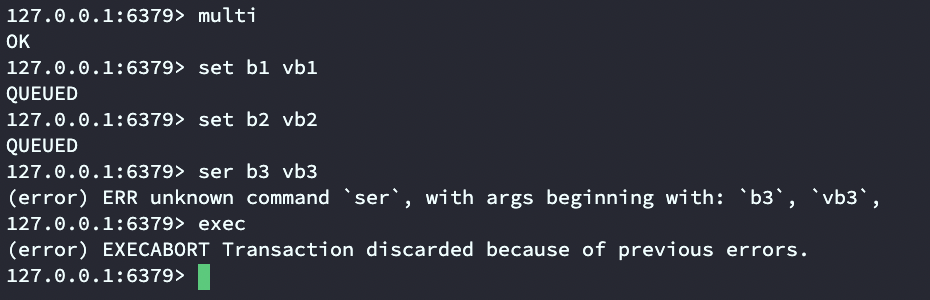 127.0.0.1:6379> multi
OK
127.0.0.1:6379> set b1 vb1
QUEUED
127.0.0.1:6379> set b2 vb2
QUEUED
127.0.0.1:6379> ser b3 vb3
(error) ERR unknown command `ser`, with args beginning with: `b3`, `vb3`,
127.0.0.1:6379> exec
(error) EXECABORT Transaction discarded because of previous errors.
127.0.0.1:6379>